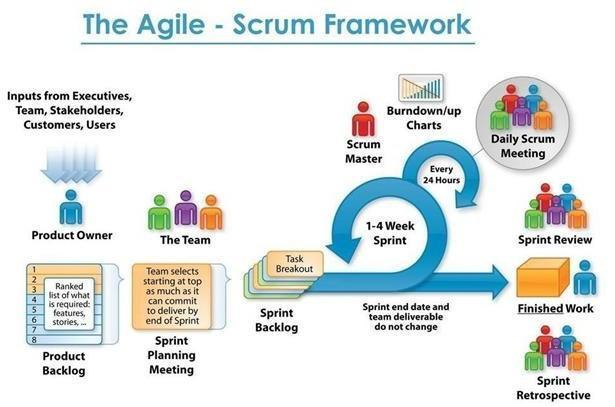 The Agile - Scrum Framework
Inputs from Executives,
Team, Stakeholders,
Customers, Users
Product Owner
The Team
1
2
3
4
5
6
7
8
Ranked
list of what
is required:
features,
stories, ...
Product
Backlog
Team selects
starting at top
as much as it
can commit
to deliver by
end of Sprint
Sprint
Planning
Meeting
Task
Breakout
Sprint
Backlog
Scrum
Master
Burndown/up
Charts
Every
24 Hours
Daily Scrum
Meeting
1-4 Week
Sprint
Sprint end date and
team deliverable
do not change
Sprint Review
Finished Work
Sprint
Retrospective